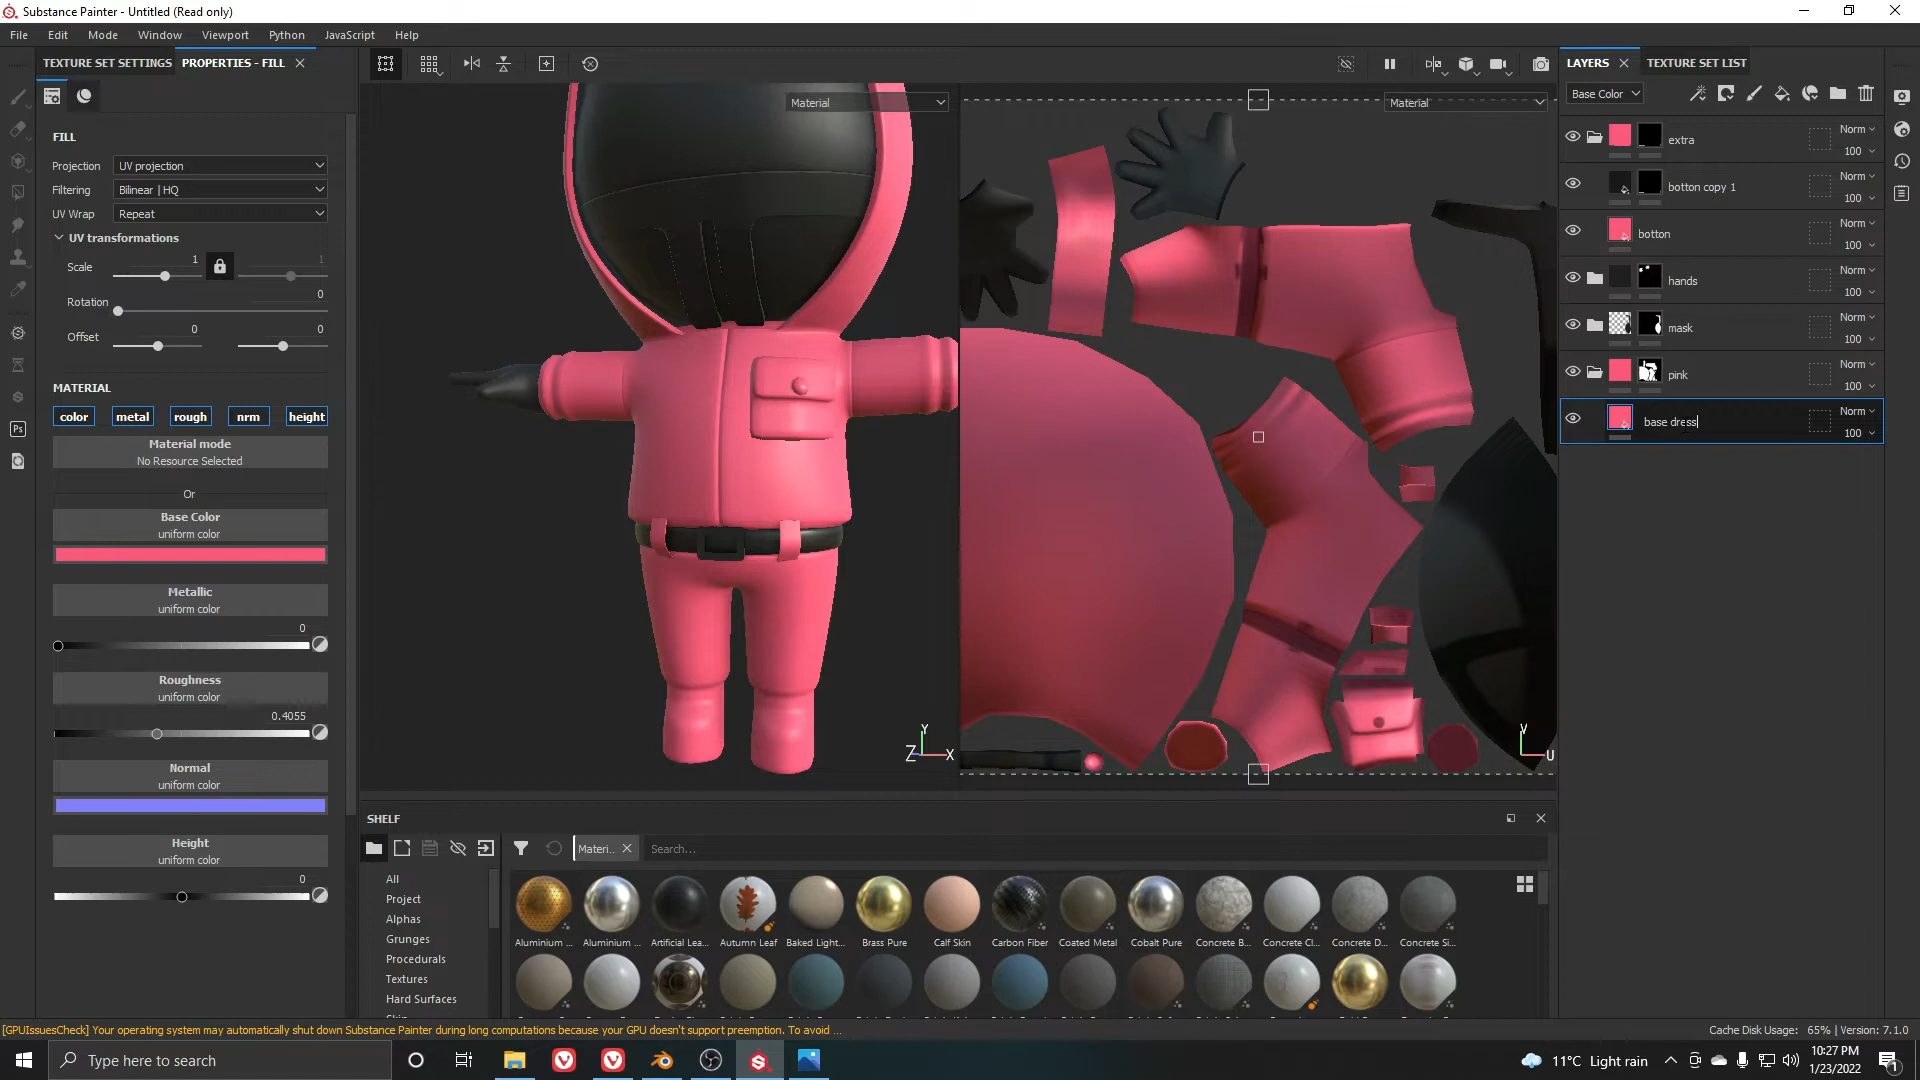 Substance Painter - Untitled (Read only)
File Edit Mode Window Viewport Python JavaScript Help
TEXTURE SET SETTINGS PROPERTIES - FILL
FILL
Projection UV projection
Filtering Bilinear | HQ
UV Wrap Repeat
UV transformations
Scale 1 1
Rotation 0
Offset 0 0
MATERIAL
color metal rough nrm height
Material mode
No Resource Selected
Or
Base Color
uniform color
Metallic
uniform color
0
Roughness
uniform color
0.4055
Normal
uniform color
Height
uniform color
0
Material
Y
Z X
Material
V
U
SHELF
Materi..
Search...
All
Project
Alphas
Grunges
Procedurals
Textures
Hard Surfaces
Aluminium ... Aluminium ... Artificial Lea... Autumn Leaf Baked Light... Brass Pure Calf Skin Carbon Fiber Coated Metal Cobalt Pure Concrete B... Concrete Cl... Concrete D... Concrete Si...
LAYERS TEXTURE SET LIST
Base Color
extra Norm 100
botton copy 1 Norm 100
botton Norm 100
hands Norm 100
mask Norm 100
pink Norm 100
base dress Norm 100
[GPUIssuesCheck] Your operating system may automatically shut down Substance Painter during long computations because your GPU doesn't support preemption. To avoid ...
Cache Disk Usage: 65% | Version: 7.1.0
Ps
Type here to search
11°C Light rain
10:27 PM
1/23/2022
1